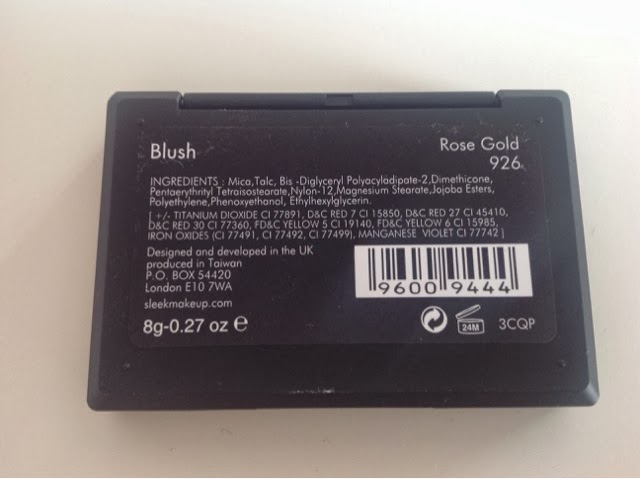 Blush
Rose Gold
926
INGREDIENTS : Mica,Talc, Bis -Diglyceryl Polyacyladipate-2,Dimethicone,
Pentaerythrityl Tetraisostearate,Nylon-12,Magnesium Stearate,Jojoba Esters,
Polyethylene,Phenoxyethanol, Ethylhexylglycerin.
[ +/- TITANIUM DIOXIDE CI 77891, D&C RED 7 CI 15850, D&C RED 27 CI 45410,
D&C RED 30 CI 77360, FD&C YELLOW 5 CI 19140, FD&C YELLOW 6 CI 15985,
IRON OXIDES (CI 77491, CI 77492, CI 77499), MANGANESE VIOLET CI 77742 ]
Designed and developed in the UK
produced in Taiwan
P.O. BOX 54420
London E10 7WA
sleekmakeup.com
8g-0.27 oz e
9600 9444
24M
3CQP